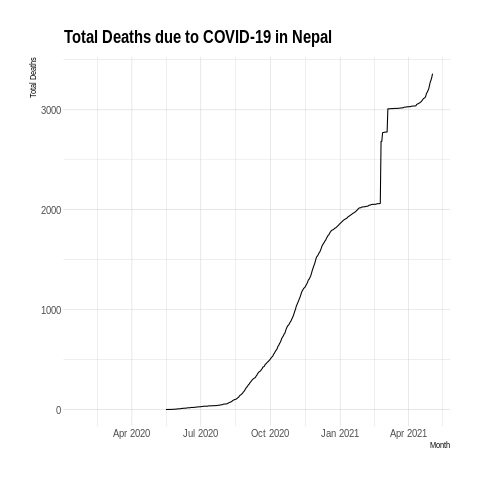 Total Deaths due to COVID-19 in Nepal
Total Deaths
3000
2000
1000
0
Apr 2020 Jul 2020 Oct 2020 Jan 2021 Apr 2021
Month